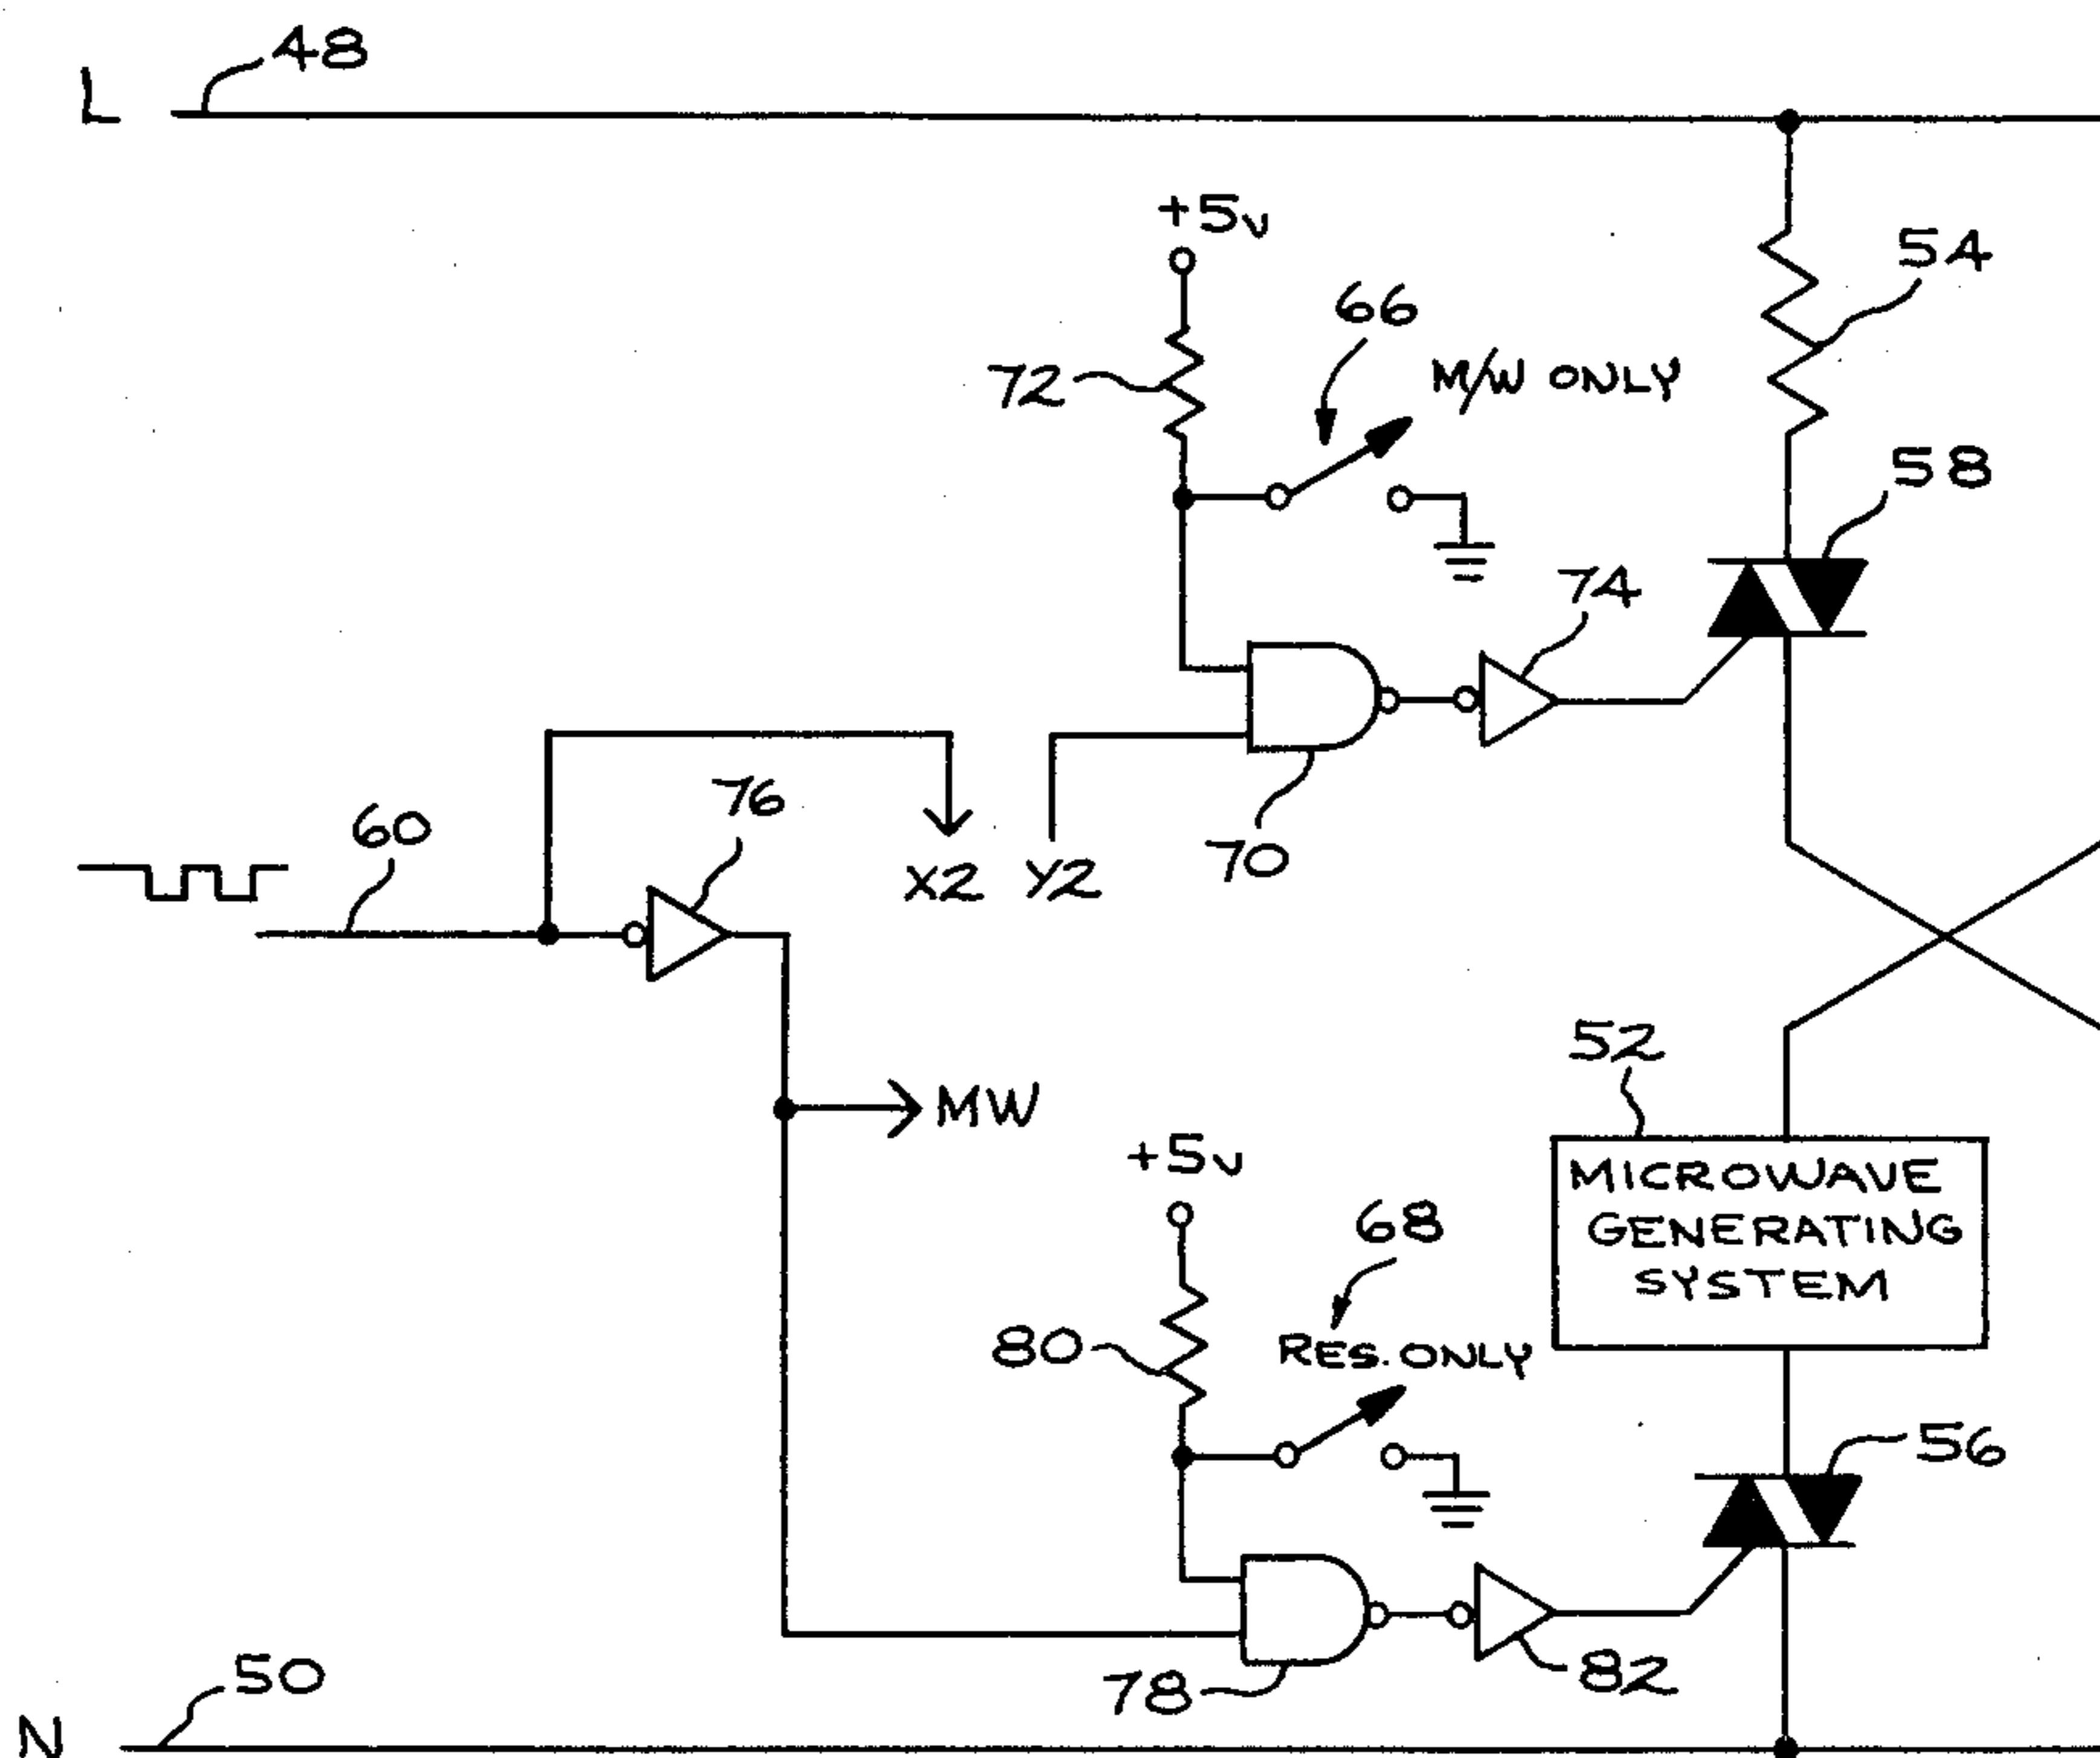 48
L
+5v
54
66
72
M/W ONLY
58
74
76
60
X2 Y2
70
52
MW
+5v
MICROWAVE
GENERATING
SYSTEM
68
80
RES. ONLY
56
50
78
82
N